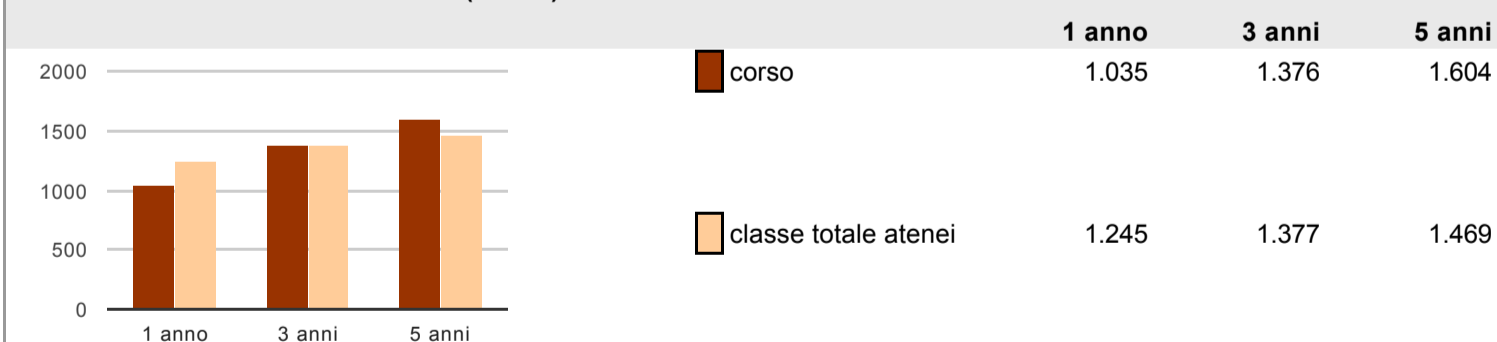 1 anno 3 anni 5 anni
2000
1500
1000
500
0
1 anno 3 anni 5 anni
corso 1.035 1.376 1.604
classe totale atenei 1.245 1.377 1.469